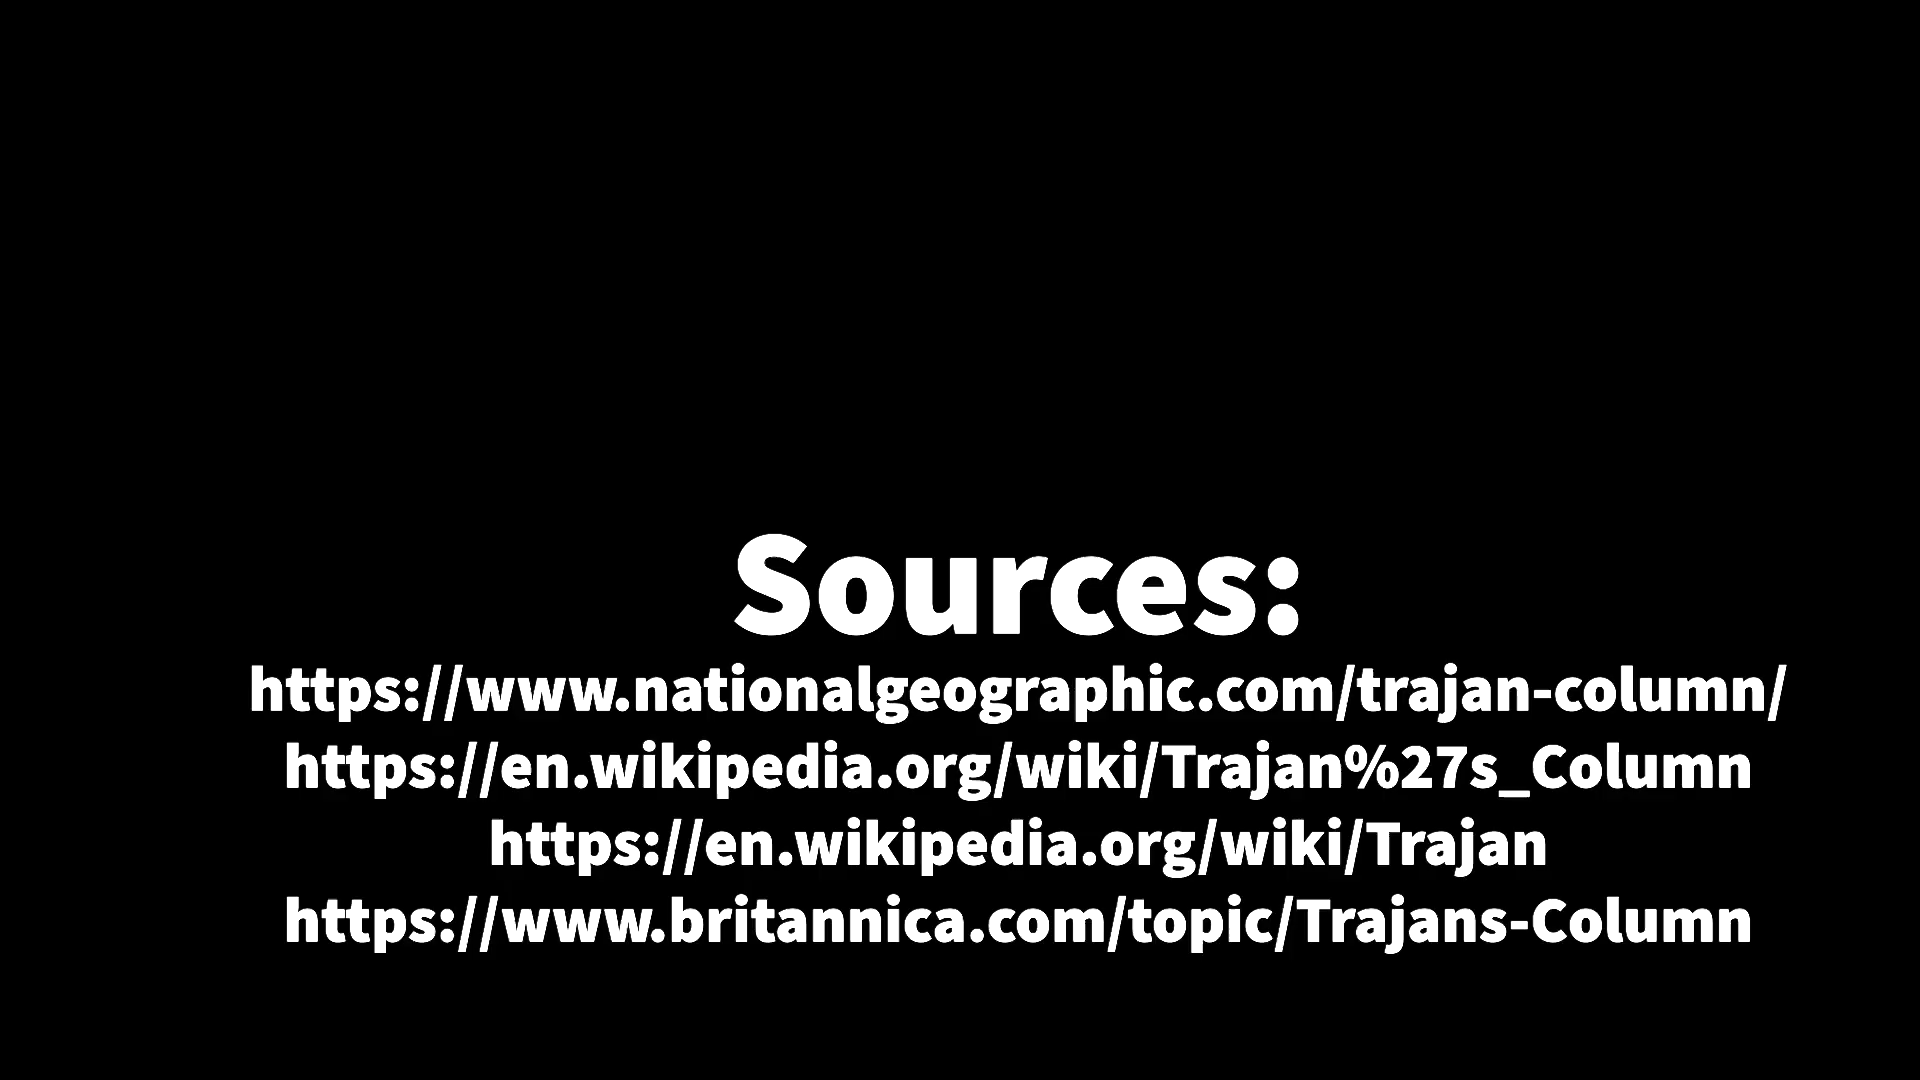 Sources:
https://www.nationalgeographic.com/trajan-column/
https://en.wikipedia.org/wiki/Trajan%27s_Column
https://en.wikipedia.org/wiki/Trajan
https://www.britannica.com/topic/Trajans-Column